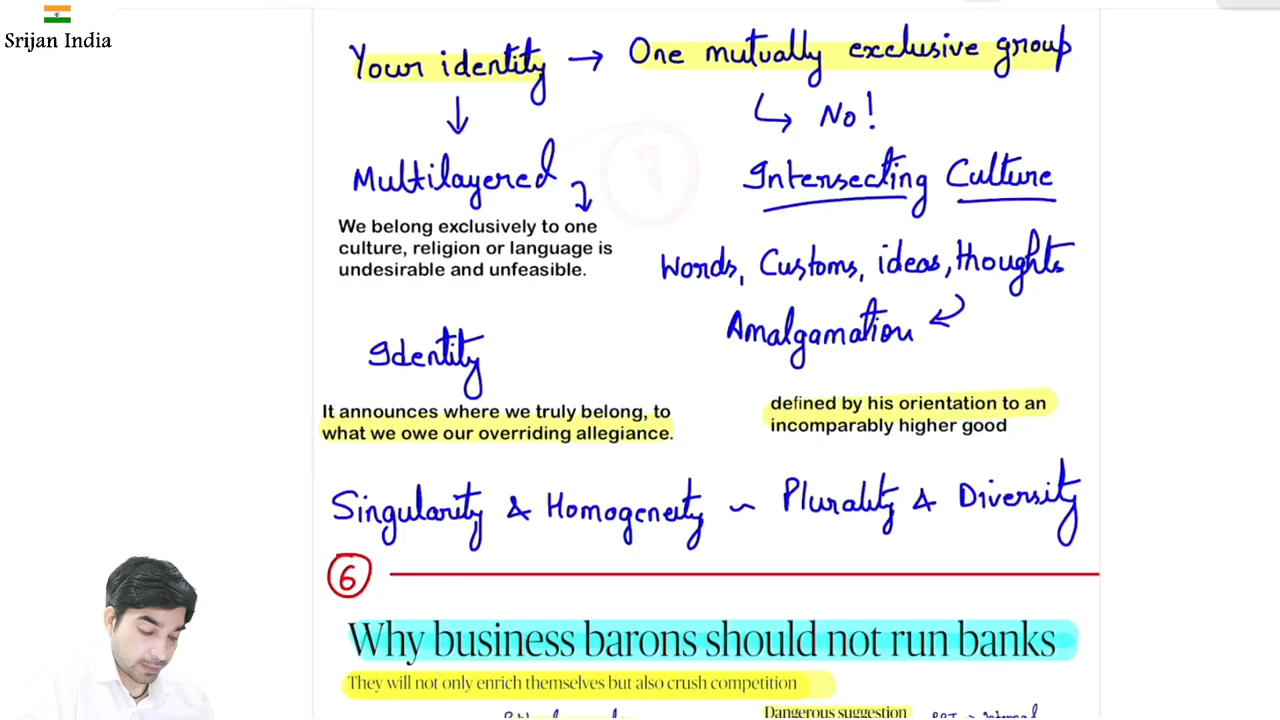 Srijan India
Your identity → One mutually exclusive group
↓
↳ No!
Multilayered
Intersecting Culture
We belong exclusively to one
culture, religion or language is
undesirable and unfeasible.
Words, Customs, ideas, thoughts
Amalgamation
Identity
It announces where we truly belong, to
what we owe our overriding allegiance.
defined by his orientation to an
incomparably higher good
Singularity & Homogeneity ~ Plurality & Diversity
6
Why business barons should not run banks
They will not only enrich themselves but also crush competition
Dangerous suggestion